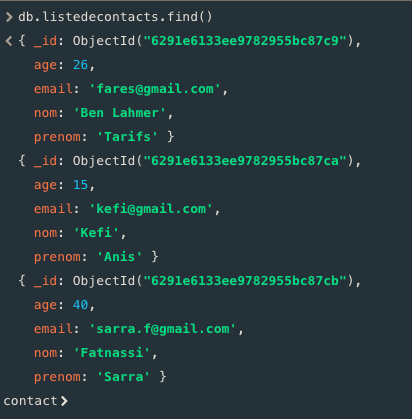 > db.listedecontacts.find()
< { _id: ObjectId("6291e6133ee9782955bc87c9"),
age: 26,
email: 'fares@gmail.com',
nom: 'Ben Lahmer',
prenom: 'Tarifs' }
{ _id: ObjectId("6291e6133ee9782955bc87ca"),
age: 15,
email: 'kefi@gmail.com',
nom: 'Kefi',
prenom: 'Anis' }
{ _id: ObjectId("6291e6133ee9782955bc87cb"),
age: 40,
email: 'sarra.f@gmail.com',
nom: 'Fatnassi',
prenom: 'Sarra' }
contact>